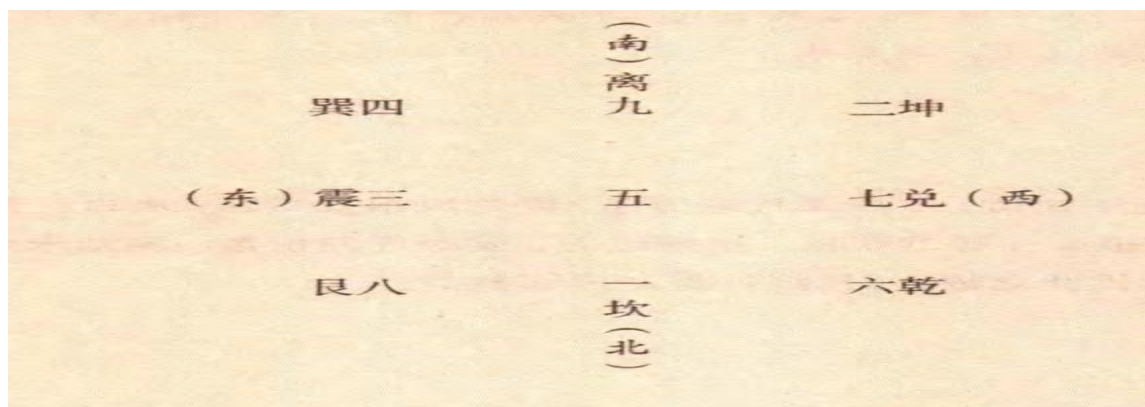 （南）离
巽四 九 二坤
（东）震三 五 七兑（西）
艮八 一 六乾
坎（北）